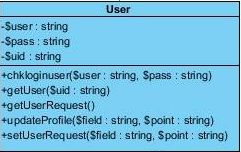 User
-$user : string
-$pass : string
-$uid : string
+chkloginuser($user : string, $pass : string)
+getUser($uid : string)
+getUserRequest()
+updateProfile($field : string, $point : string)
+setUserRequest($field : string, $point : string)